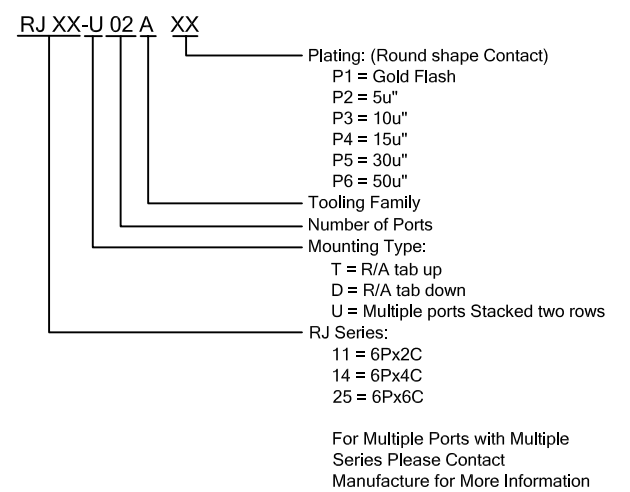 RJ XX-U 02 A XX
Plating: (Round shape Contact)
P1 = Gold Flash
P2 = 5u"
P3 = 10u"
P4 = 15u"
P5 = 30u"
P6 = 50u"
Tooling Family
Number of Ports
Mounting Type:
T = R/A tab up
D = R/A tab down
U = Multiple ports Stacked two rows
RJ Series:
11 = 6Px2C
14 = 6Px4C
25 = 6Px6C
For Multiple Ports with Multiple
Series Please Contact
Manufacture for More Information